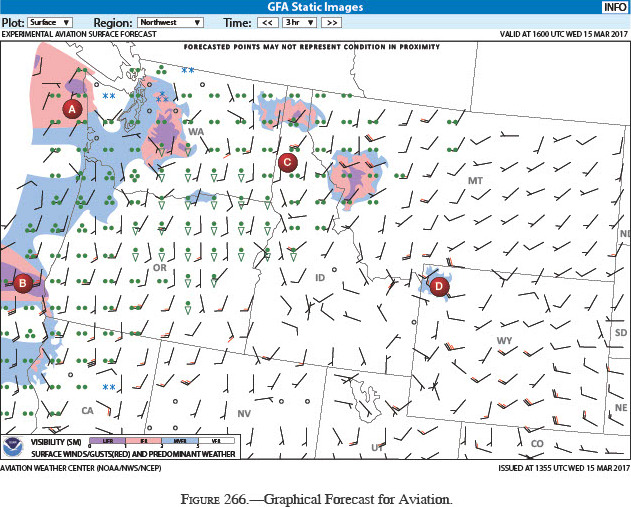 GFA Static Images
INFO
Plot: Surface Region: Northwest Time: << 3 hr >>
EXPERIMENTAL AVIATION SURFACE FORECAST
VALID AT 1600 UTC WED 15 MAR 2017
FORECASTED POINTS MAY NOT REPRESENT CONDITION IN PROXIMITY
A
WA
C
MT
ND
OR
ID
B
D
WY
SD
CA
NV
UT
NE
CO
VISIBILITY (SM)
LIFR IFR MVFR VFR
SURFACE WINDS/GUSTS(RED) AND PREDOMINANT WEATHER
AVIATION WEATHER CENTER (NOAA/NWS/NCEP)
ISSUED AT 1355 UTC WED 15 MAR 2017
FIGURE 266.—Graphical Forecast for Aviation.